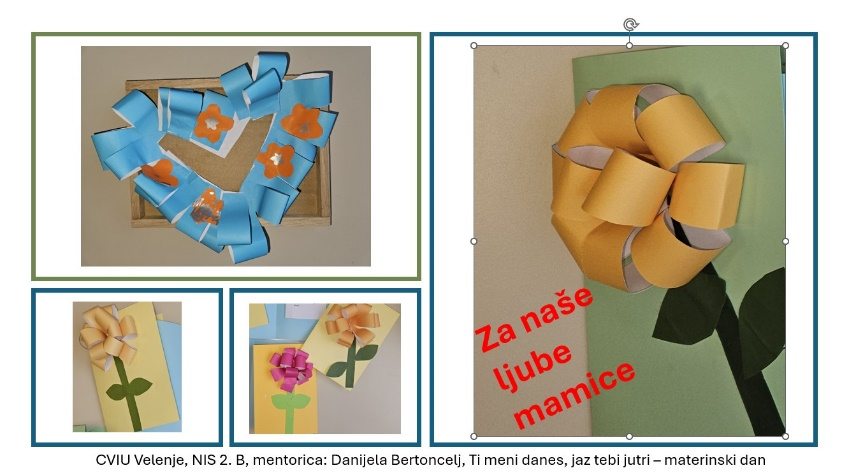 Za naše
ljube
mamice
CVIU Velenje, NIS 2. B, mentorica: Danijela Bertoncelj, Ti meni danes, jaz tebi jutri – materinski dan